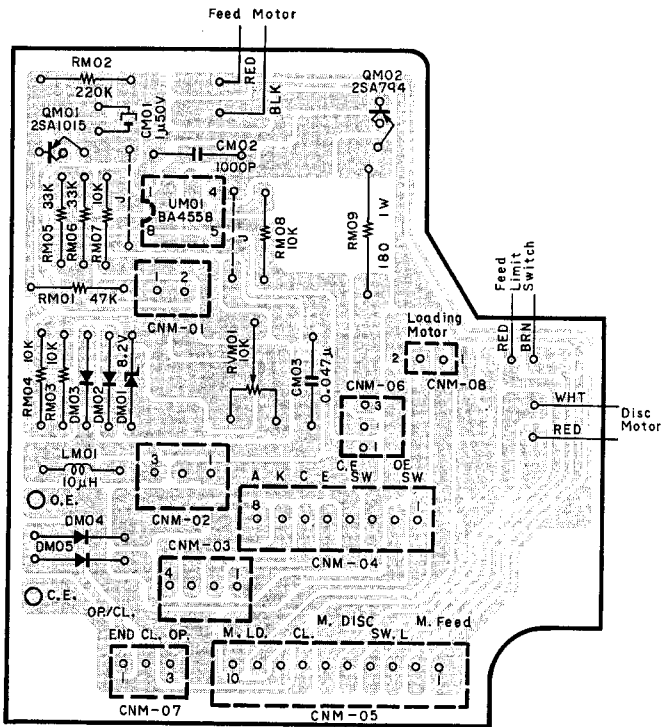 Feed Motor
RED
BLK
RM02
220K
QM01
2SA1015
CM01
1μ50V
QM02
2SA794
CM02
1000P
33K
33K
10K
RM05
RM06
RM07
J
1 4
UM01
BA4558
8 5
J
RM08
10K
RM09
180 1W
1 2
CNM-01
RM01 47K
Feed
Limit
Switch
RED
BRN
Loading
Motor
2 1
CNM-08
10K
10K
8.2V
RM04
RM03
DM03
DM02
DM01
RVM01
10K
CM03
0.047μ
CNM-06
3
1
WHT
RED
Disc
Motor
LM01
10μH
O.E.
3 1
CNM-02
C.E OE
A K C E SW SW
8 1
CNM-04
DM04
DM05
CNM-03
4 1
C.E.
OP/CL.
END CL. OP.
1 3
CNM-07
M. DISC M. Feed
M. LD. CL. SW. L.
10 1
CNM-05